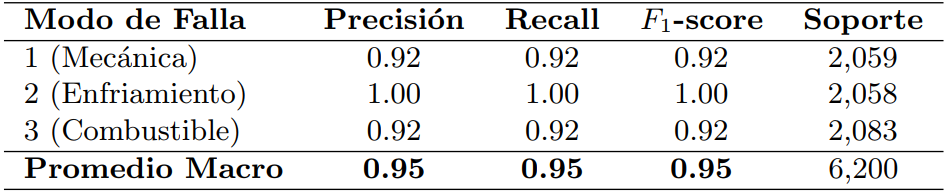 Modo de Falla Precisión Recall F1-score Soporte
1 (Mecánica) 0.92 0.92 0.92 2,059
2 (Enfriamiento) 1.00 1.00 1.00 2,058
3 (Combustible) 0.92 0.92 0.92 2,083
Promedio Macro 0.95 0.95 0.95 6,200